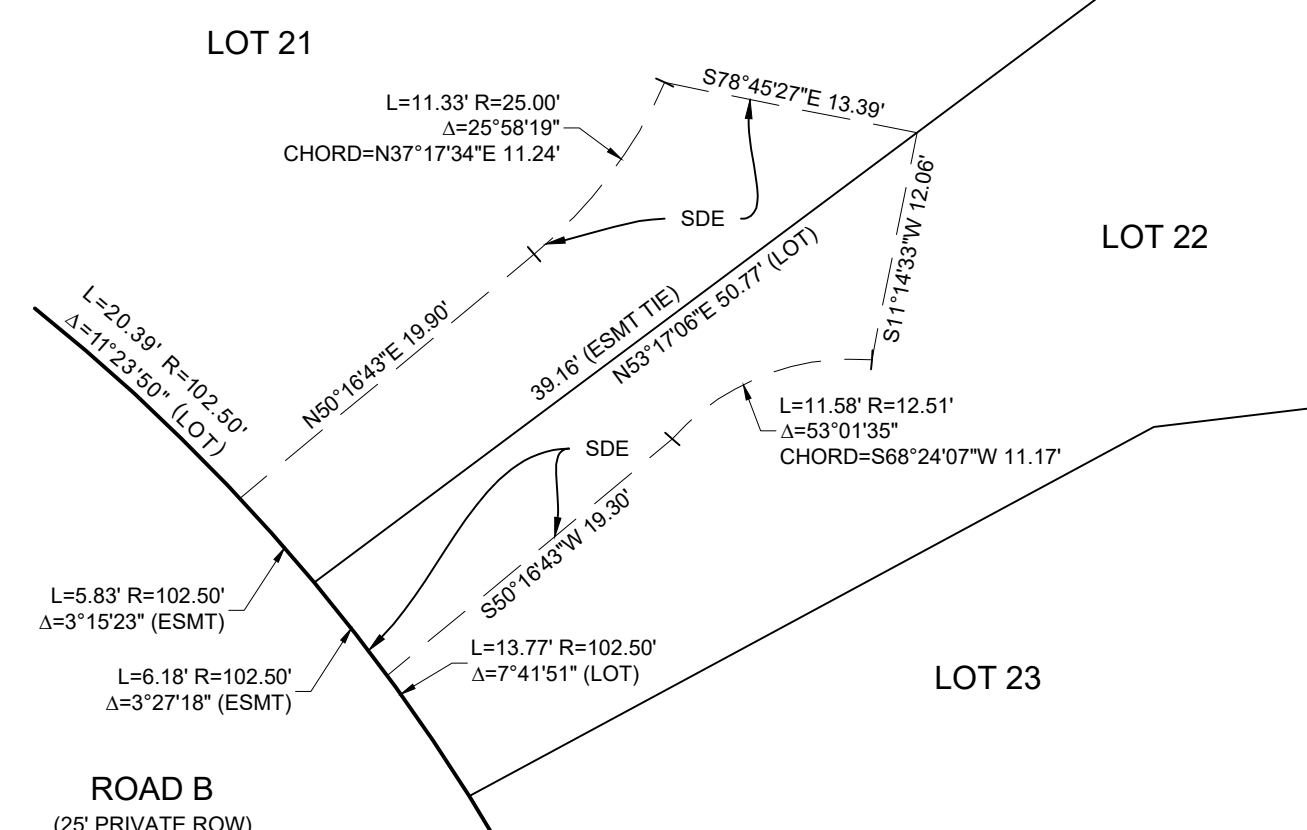 LOT 21
S78°45'27"E 13.39'
L=11.33' R=25.00'
Δ=25°58'19"
CHORD=N37°17'34"E 11.24'
S11°14'33"W 12.06'
SDE
LOT 22
L=20.39' R=102.50'
Δ=11°23'50" (LOT)
N50°16'43"E 19.90'
39.16' (ESMT TIE)
N53°17'06"E 50.77' (LOT)
L=11.58' R=12.51'
Δ=53°01'35"
CHORD=S68°24'07"W 11.17'
SDE
S50°16'43"W 19.30'
L=5.83' R=102.50'
Δ=3°15'23" (ESMT)
L=13.77' R=102.50'
Δ=7°41'51" (LOT)
L=6.18' R=102.50'
Δ=3°27'18" (ESMT)
LOT 23
ROAD B
(25' PRIVATE ROW)